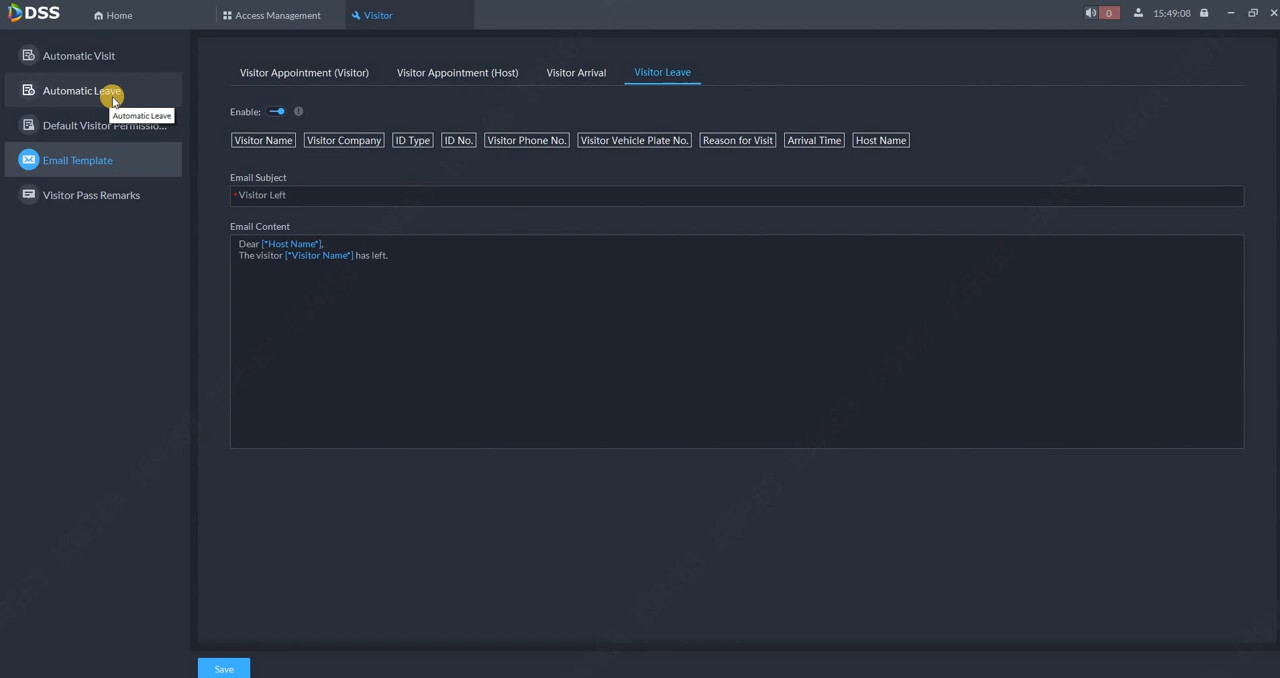 DSS
Home
Access Management
Visitor
0
15:49:08
Automatic Visit
Automatic Leave
Automatic Leave
Default Visitor Permissio...
Email Template
Visitor Pass Remarks
Visitor Appointment (Visitor)
Visitor Appointment (Host)
Visitor Arrival
Visitor Leave
Enable:
Visitor Name
Visitor Company
ID Type
ID No.
Visitor Phone No.
Visitor Vehicle Plate No.
Reason for Visit
Arrival Time
Host Name
Email Subject
* Visitor Left
Email Content
Dear [*Host Name*],
The visitor [*Visitor Name*] has left.
Save